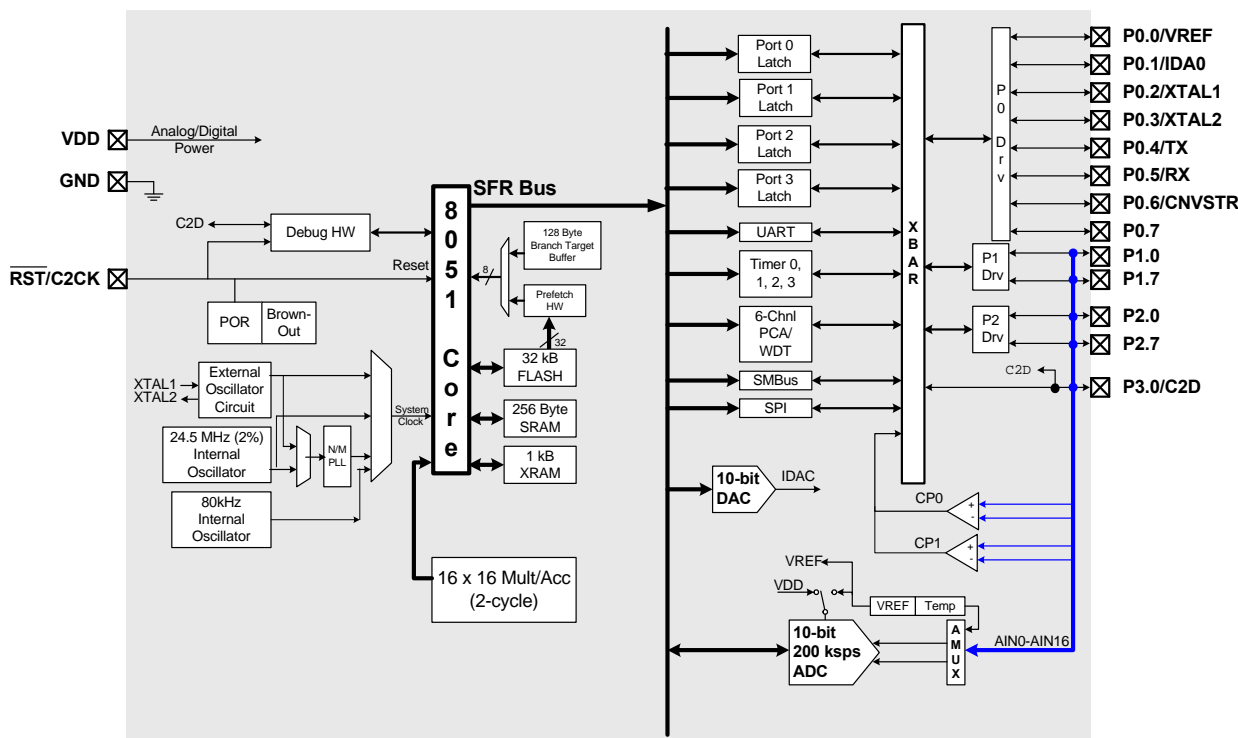 VDD
Analog/Digital
Power
GND
C2D
Debug HW
RST/C2CK
Reset
POR
Brown-
Out
XTAL1
XTAL2
External
Oscillator
Circuit
24.5 MHz (2%)
Internal
Oscillator
N/M
PLL
80kHz
Internal
Oscillator
System
Clock
8051 Core
SFR Bus
128 Byte
Branch Target
Buffer
8
Prefetch
HW
32
32 kB
FLASH
256 Byte
SRAM
1 kB
XRAM
16 x 16 Mult/Acc
(2-cycle)
Port 0
Latch
Port 1
Latch
Port 2
Latch
Port 3
Latch
UART
Timer 0,
1, 2, 3
6-Chnl
PCA/
WDT
SMBus
SPI
10-bit
DAC
IDAC
XBAR
P0 Drv
P1
Drv
P2
Drv
C2D
CP0
+
-
CP1
+
-
VREF
VDD
VREF
Temp
10-bit
200 ksps
ADC
AMUX
AIN0-AIN16
P0.0/VREF
P0.1/IDA0
P0.2/XTAL1
P0.3/XTAL2
P0.4/TX
P0.5/RX
P0.6/CNVSTR
P0.7
P1.0
P1.7
P2.0
P2.7
P3.0/C2D